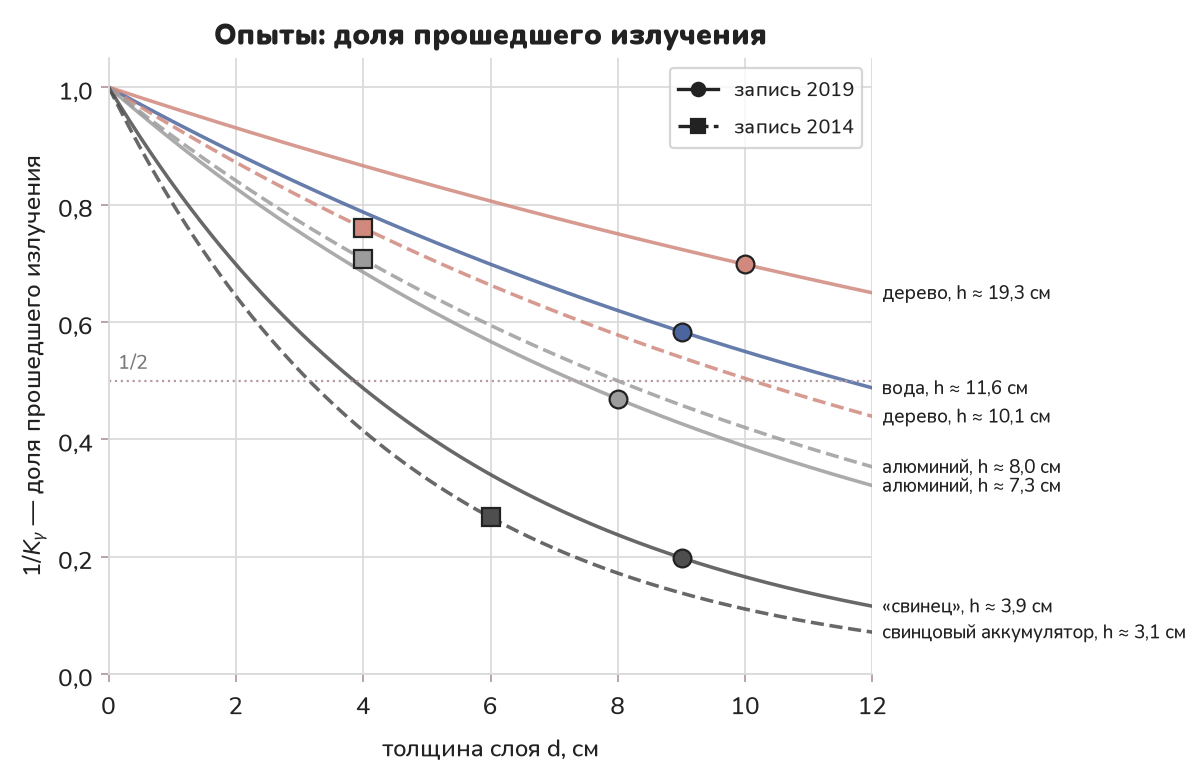 Опыты: доля прошедшего излучения
запись 2019
запись 2014
1/Kγ — доля прошедшего излучения
1,0
0,8
0,6
0,4
0,2
0,0
1/2
дерево, h ≈ 19,3 см
вода, h ≈ 11,6 см
дерево, h ≈ 10,1 см
алюминий, h ≈ 8,0 см
алюминий, h ≈ 7,3 см
«свинец», h ≈ 3,9 см
свинцовый аккумулятор, h ≈ 3,1 см
0 2 4 6 8 10 12
толщина слоя d, см